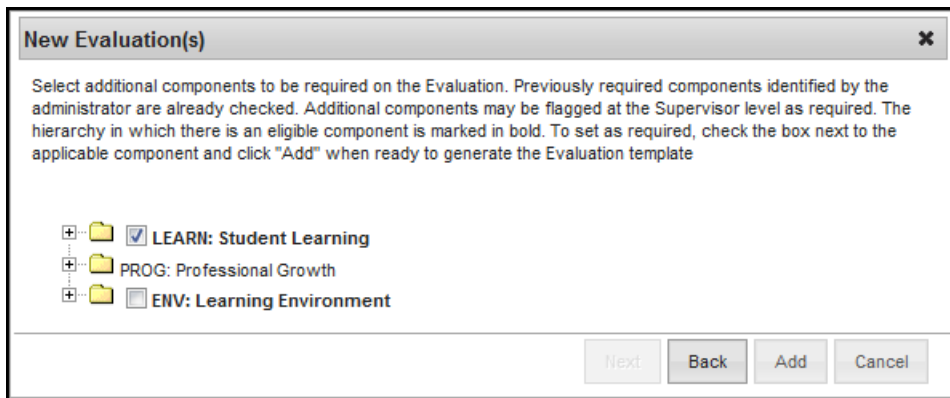 New Evaluation(s)
Select additional components to be required on the Evaluation. Previously required components identified by the
administrator are already checked. Additional components may be flagged at the Supervisor level as required. The
hierarchy in which there is an eligible component is marked in bold. To set as required, check the box next to the
applicable component and click "Add" when ready to generate the Evaluation template
LEARN: Student Learning
PROG: Professional Growth
ENV: Learning Environment
Next Back Add Cancel